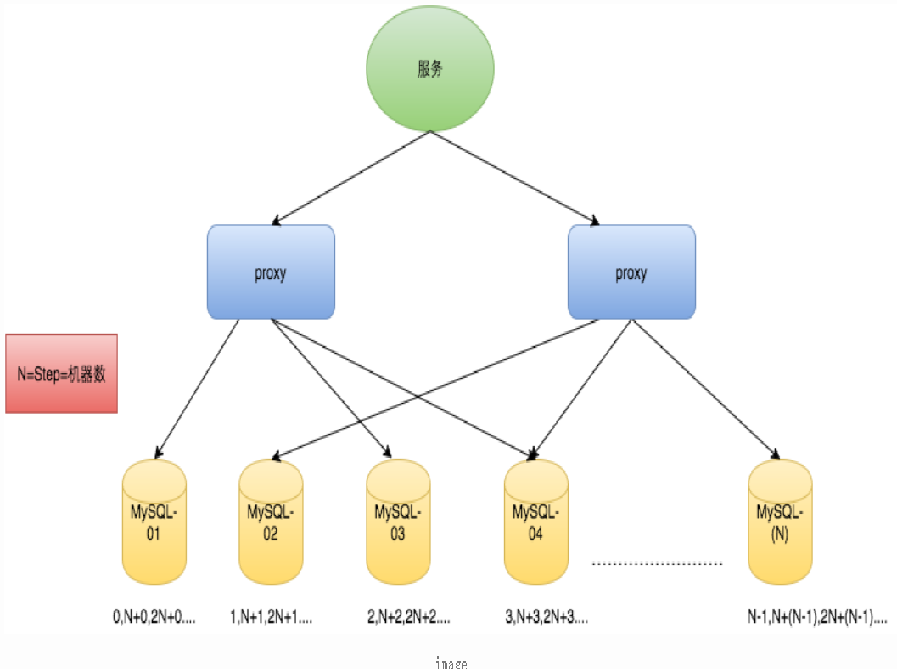 服务
proxy
proxy
N=Step=机器数
MySQL-
01
MySQL-
02
MySQL-
03
MySQL-
04
MySQL-
(N)
0,N+0,2N+0....
1,N+1,2N+1....
2,N+2,2N+2....
3,N+3,2N+3....
N-1,N+(N-1),2N+(N-1)....
image